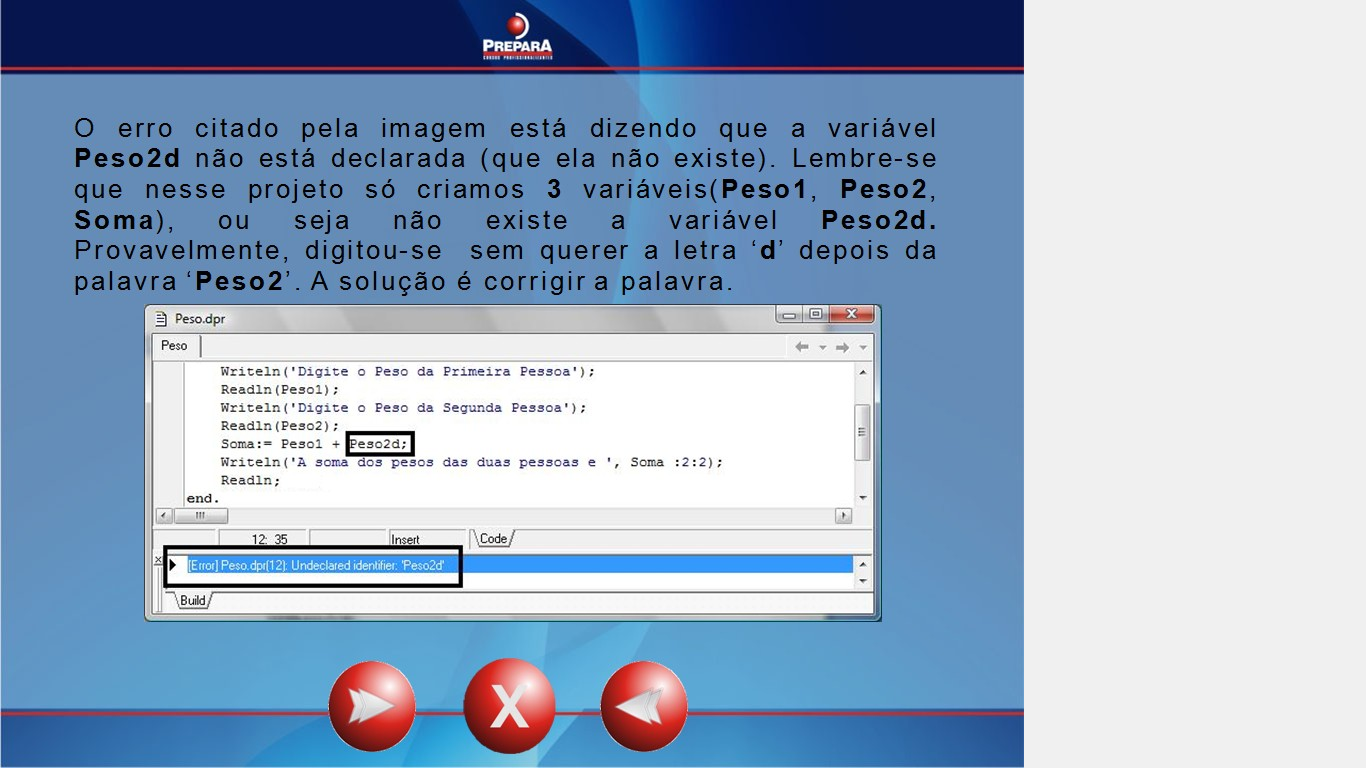 PREPARA
CURSOS PROFISSIONALIZANTES
O erro citado pela imagem está dizendo que a variável
Peso2d não está declarada (que ela não existe). Lembre-se
que nesse projeto só criamos 3 variáveis(Peso1, Peso2,
Soma), ou seja não existe a variável Peso2d.
Provavelmente, digitou-se sem querer a letra ‘d’ depois da
palavra ‘Peso2’. A solução é corrigir a palavra.
Peso.dpr
Peso
Writeln('Digite o Peso da Primeira Pessoa');
Readln(Peso1);
Writeln('Digite o Peso da Segunda Pessoa');
Readln(Peso2);
Soma:= Peso1 + Peso2d;
Writeln('A soma dos pesos das duas pessoas e ', Soma :2:2);
Readln;
end.
12: 35 Insert Code
[Error] Peso.dpr(12): Undeclared identifier: 'Peso2d'
Build
X